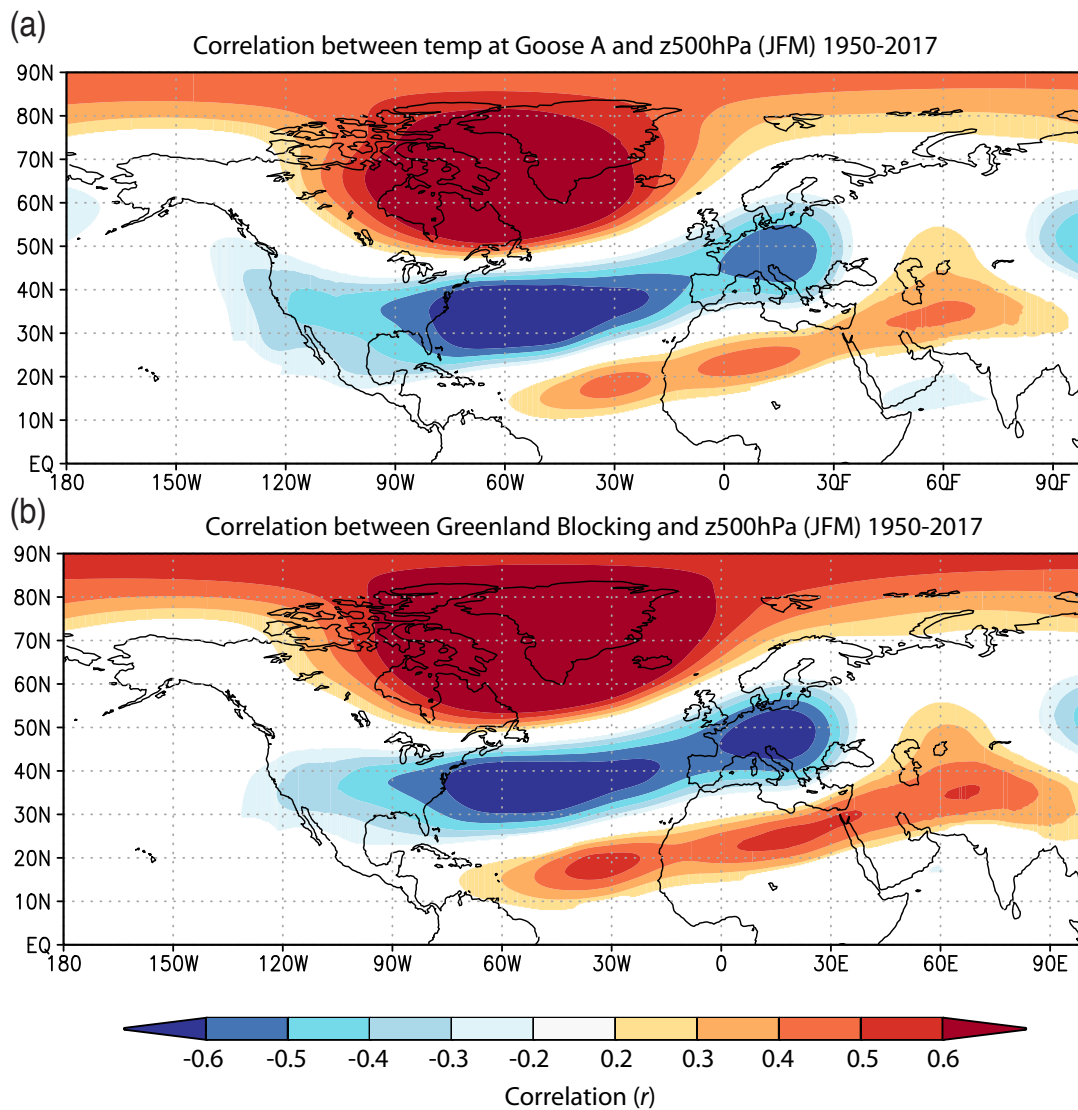 (a)
Correlation between temp at Goose A and z500hPa (JFM) 1950-2017
90N
80N
70N
60N
50N
40N
30N
20N
10N
EQ
180 150W 120W 90W 60W 30W 0 30E 60E 90E
(b)
Correlation between Greenland Blocking and z500hPa (JFM) 1950-2017
90N
80N
70N
60N
50N
40N
30N
20N
10N
EQ
180 150W 120W 90W 60W 30W 0 30E 60E 90E
-0.6 -0.5 -0.4 -0.3 -0.2 0.2 0.3 0.4 0.5 0.6
Correlation (r)